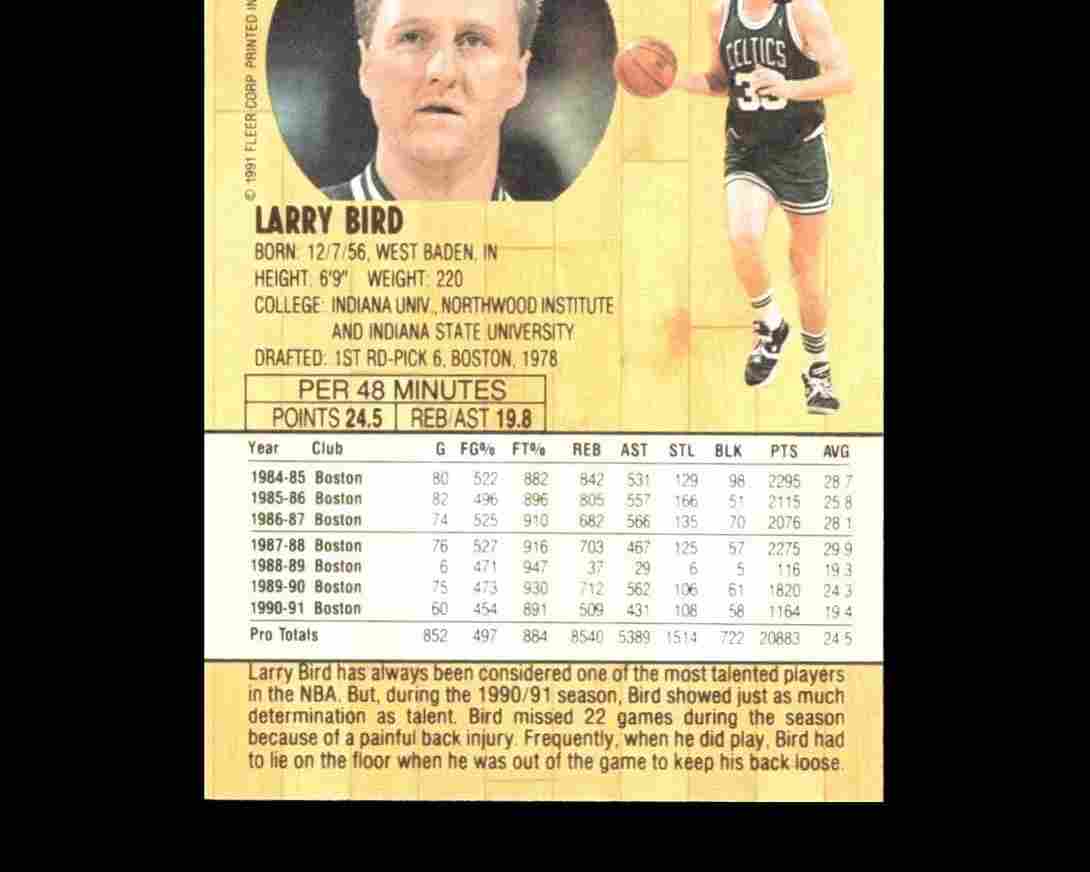 © 1991 FLEER CORP PRINTED IN
CELTICS
33
LARRY BIRD
BORN: 12/7/56, WEST BADEN, IN
HEIGHT: 6'9" WEIGHT: 220
COLLEGE: INDIANA UNIV., NORTHWOOD INSTITUTE
AND INDIANA STATE UNIVERSITY
DRAFTED: 1ST RD-PICK 6, BOSTON, 1978
PER 48 MINUTES
POINTS 24.5 REB/AST 19.8
Year Club G FG% FT% REB AST STL BLK PTS AVG
1984-85 Boston 80 522 882 842 531 129 98 2295 28.7
1985-86 Boston 82 496 896 805 557 166 51 2115 25.8
1986-87 Boston 74 525 910 682 566 135 70 2076 28.1
1987-88 Boston 76 527 916 703 467 125 57 2275 29.9
1988-89 Boston 6 471 947 37 29 6 5 116 19.3
1989-90 Boston 75 473 930 712 562 106 61 1820 24.3
1990-91 Boston 60 454 891 509 431 108 58 1164 19.4
Pro Totals 852 497 884 8540 5389 1514 722 20883 24.5
Larry Bird has always been considered one of the most talented players
in the NBA. But, during the 1990/91 season, Bird showed just as much
determination as talent. Bird missed 22 games during the season
because of a painful back injury. Frequently, when he did play, Bird had
to lie on the floor when he was out of the game to keep his back loose.